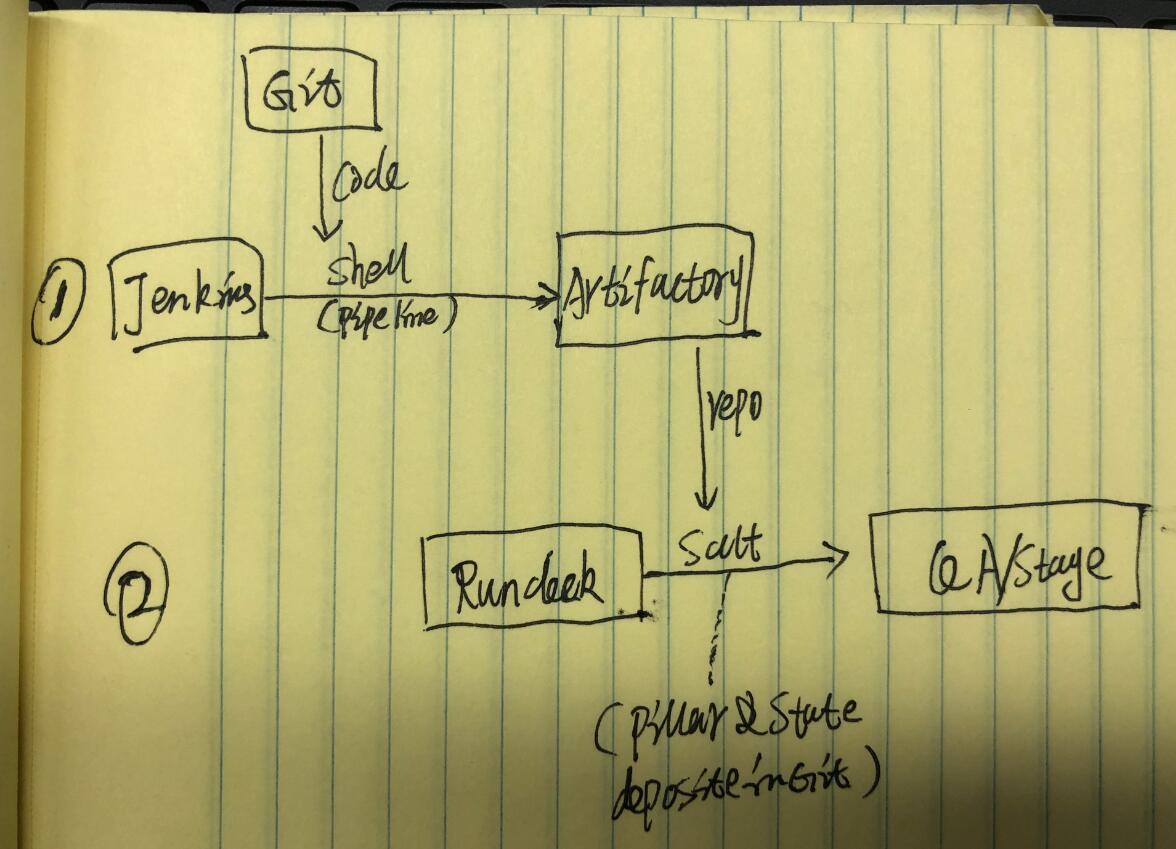 Git
code
① Jenkins shell Artifactory
(pipeline)
repo
② Rundeck Salt QA/Stage
(pillar & State
deposite in Git)